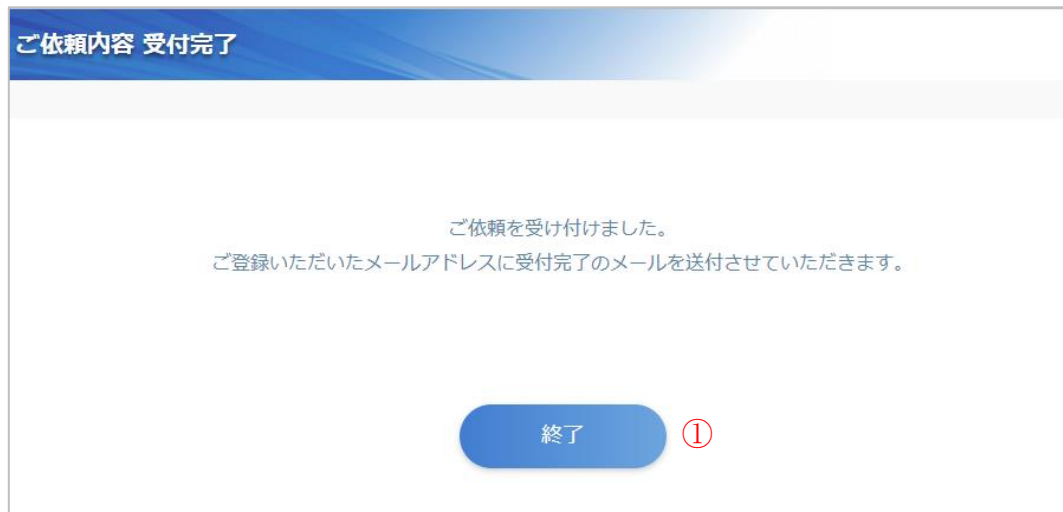 ご依頼内容 受付完了
ご依頼を受け付けました。
ご登録いただいたメールアドレスに受付完了のメールを送付させていただきます。
終了 ①